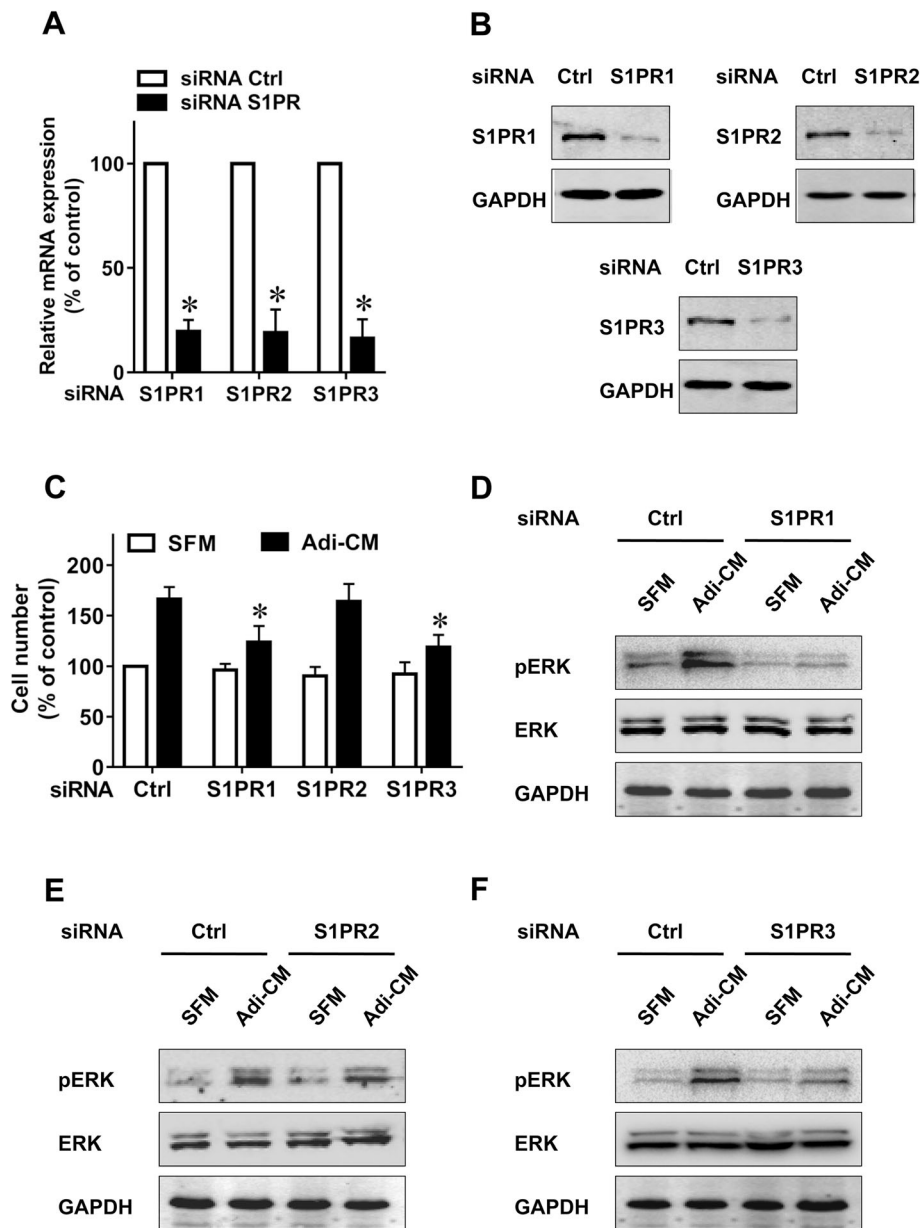 A
siRNA Ctrl
siRNA S1PR
Relative mRNA expression
(% of control)
100
50
0
*
*
*
siRNA S1PR1 S1PR2 S1PR3
B
siRNA Ctrl S1PR1
S1PR1
GAPDH
siRNA Ctrl S1PR2
S1PR2
GAPDH
siRNA Ctrl S1PR3
S1PR3
GAPDH
C
SFM Adi-CM
Cell number
(% of control)
200
150
100
50
0
*
*
siRNA Ctrl S1PR1 S1PR2 S1PR3
D
siRNA Ctrl S1PR1
SFM Adi-CM SFM Adi-CM
pERK
ERK
GAPDH
E
siRNA Ctrl S1PR2
SFM Adi-CM SFM Adi-CM
pERK
ERK
GAPDH
F
siRNA Ctrl S1PR3
SFM Adi-CM SFM Adi-CM
pERK
ERK
GAPDH